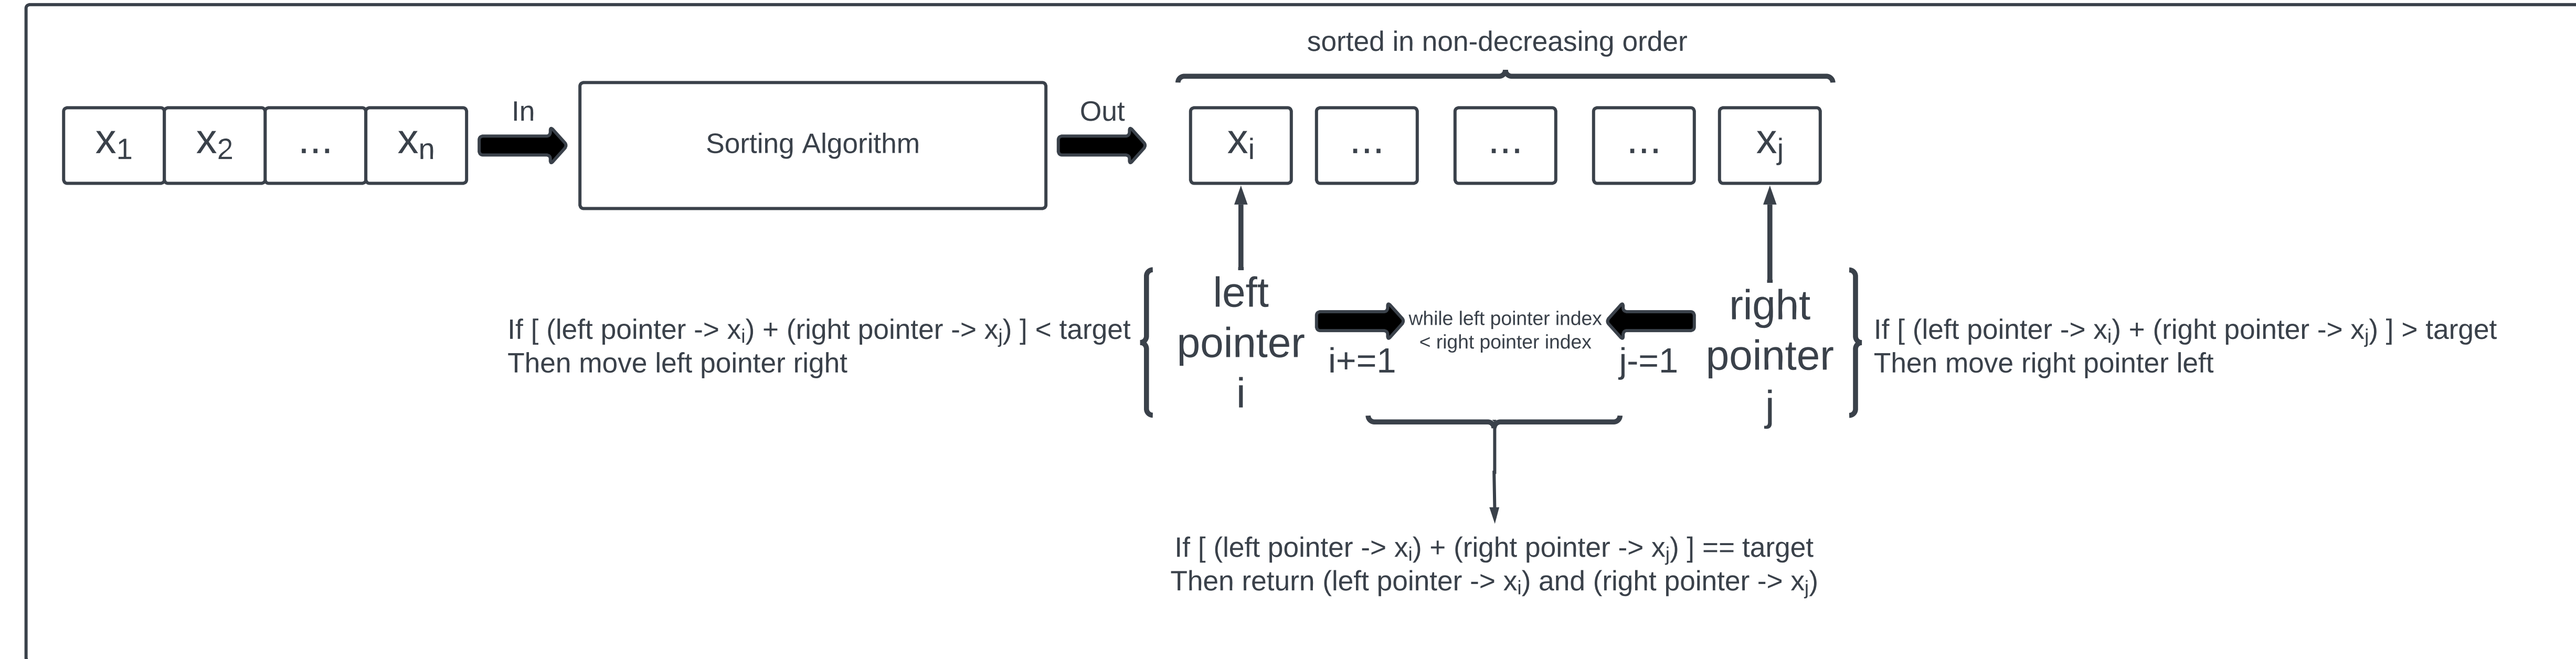 sorted in non-decreasing order
x1 x2 ... xn
In
Sorting Algorithm
Out
xi ... ... ... xj
If [ (left pointer -> xi) + (right pointer -> xj) ] < target
Then move left pointer right
left
pointer
i
i+=1
while left pointer index
< right pointer index
j-=1
right
pointer
j
If [ (left pointer -> xi) + (right pointer -> xj) ] > target
Then move right pointer left
If [ (left pointer -> xi) + (right pointer -> xj) ] == target
Then return (left pointer -> xi) and (right pointer -> xj)